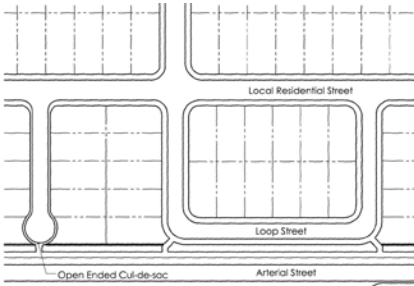 Local Residential Street
Loop Street
Open Ended Cul-de-sac
Arterial Street